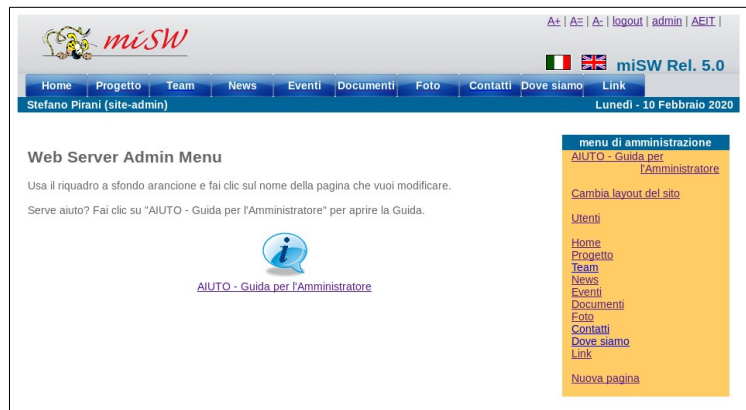 A+ | A= | A- | logout | admin | AEIT |
miSW
miSW Rel. 5.0
Home Progetto Team News Eventi Documenti Foto Contatti Dove siamo Link
Stefano Pirani (site-admin) Lunedì - 10 Febbraio 2020
Web Server Admin Menu
Usa il riquadro a sfondo arancione e fai clic sul nome della pagina che vuoi modificare.
Serve aiuto? Fai clic su "AIUTO - Guida per l'Amministratore" per aprire la Guida.
i
AIUTO - Guida per l'Amministratore
menu di amministrazione
AIUTO - Guida per
l'Amministratore
Cambia layout del sito
Utenti
Home
Progetto
Team
News
Eventi
Documenti
Foto
Contatti
Dove siamo
Link
Nuova pagina